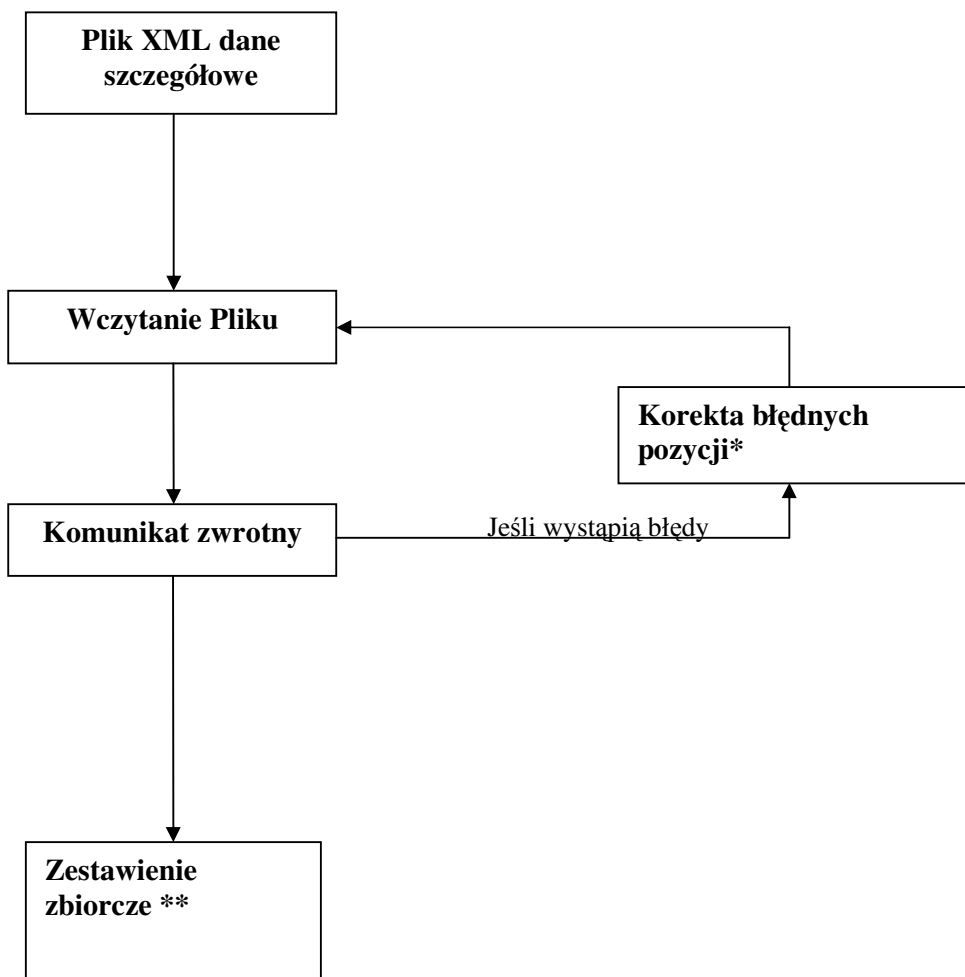 Plik XML dane
szczegółowe
Wczytanie Pliku
Korekta błędnych
pozycji*
Komunikat zwrotny
Jeśli wystąpią błędy
Zestawienie
zbiorcze **